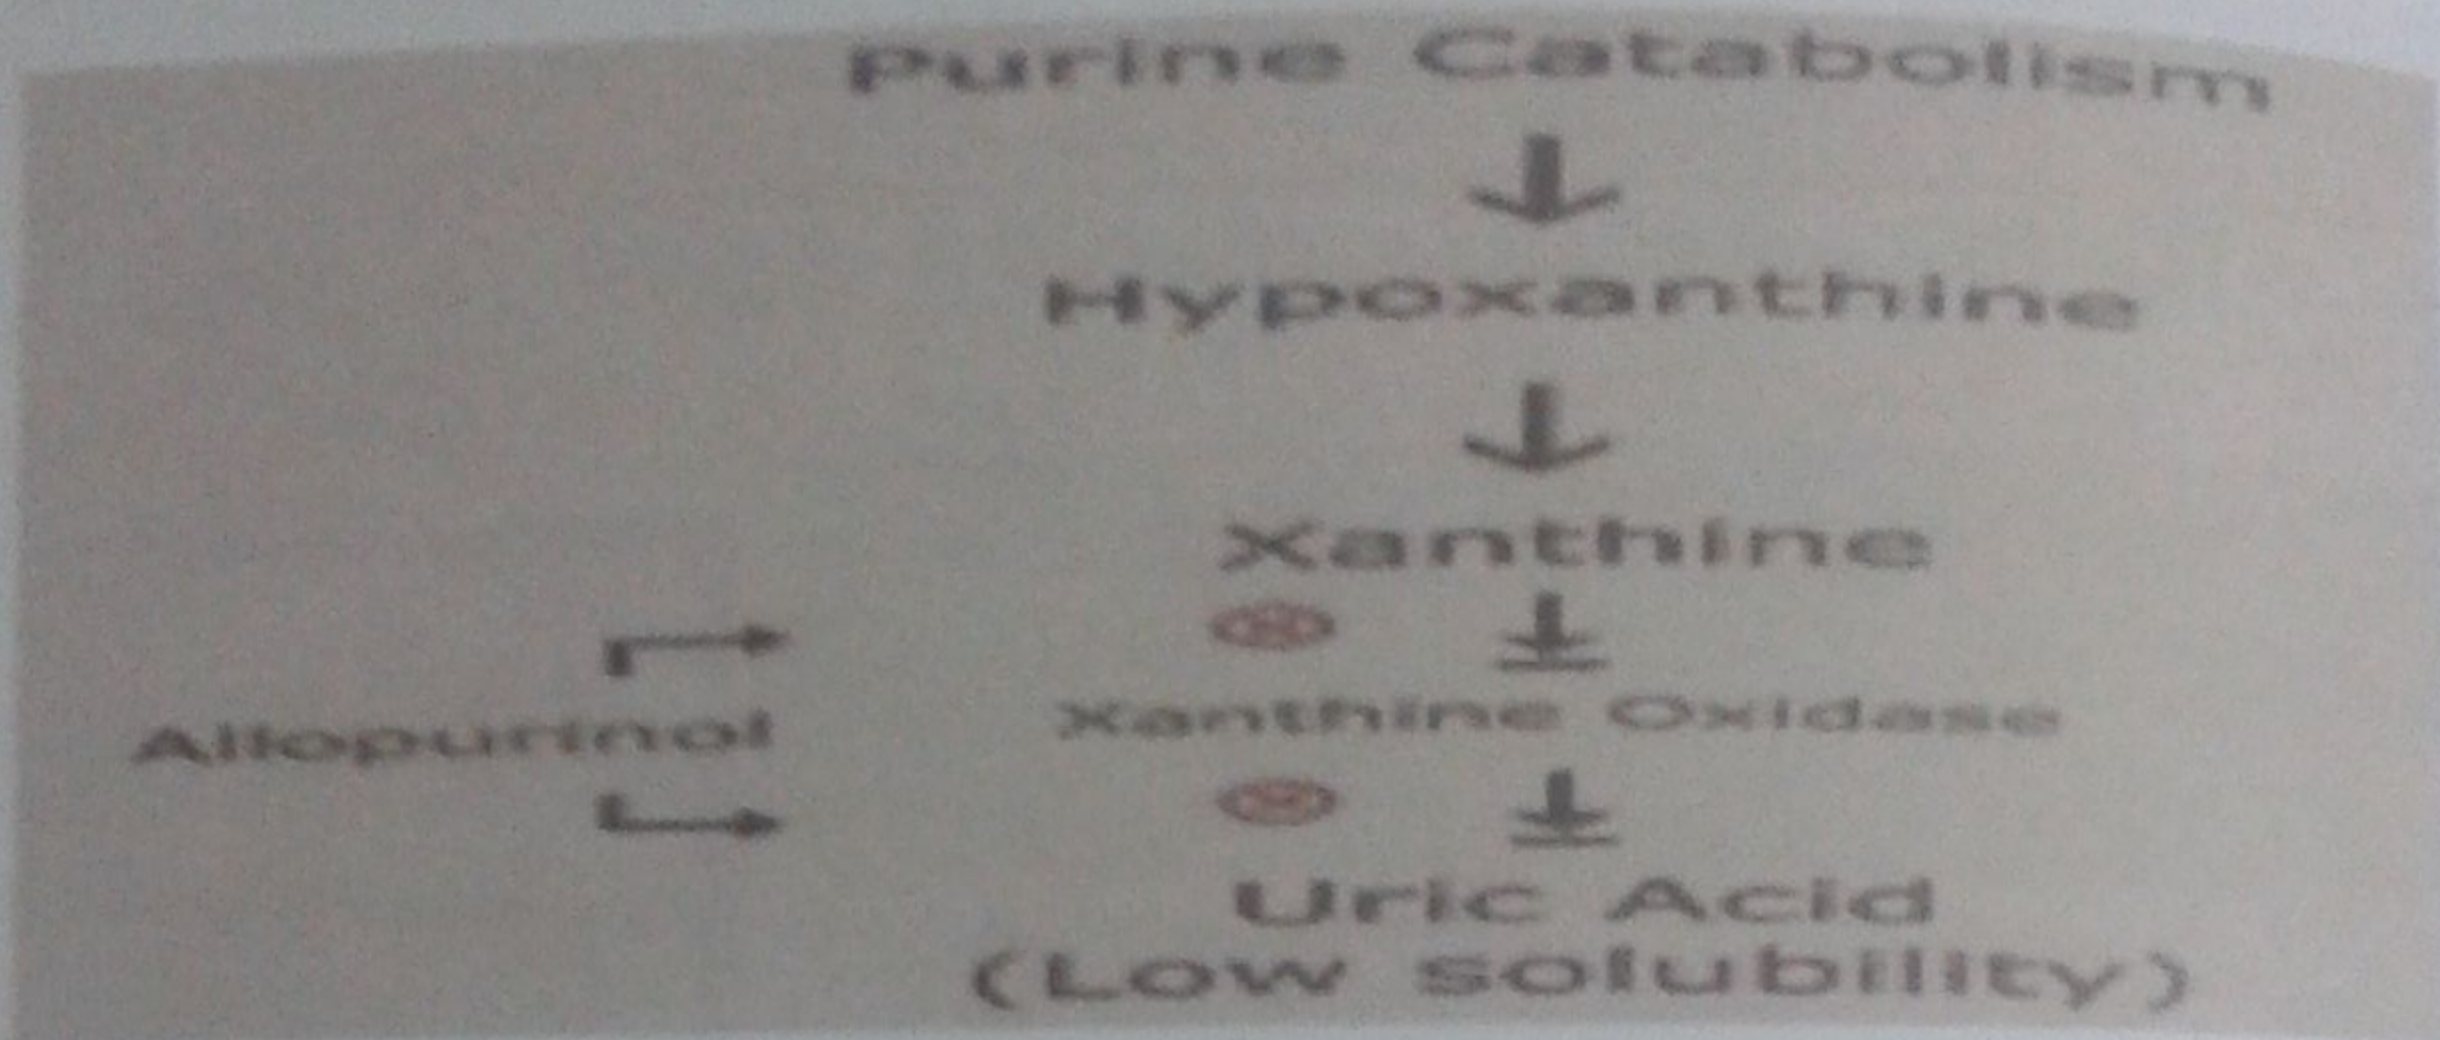 Purine Catabolism
Hypoxanthine
Xanthine
Allopurinol
Xanthine Oxidase
Uric Acid
(Low solubility)